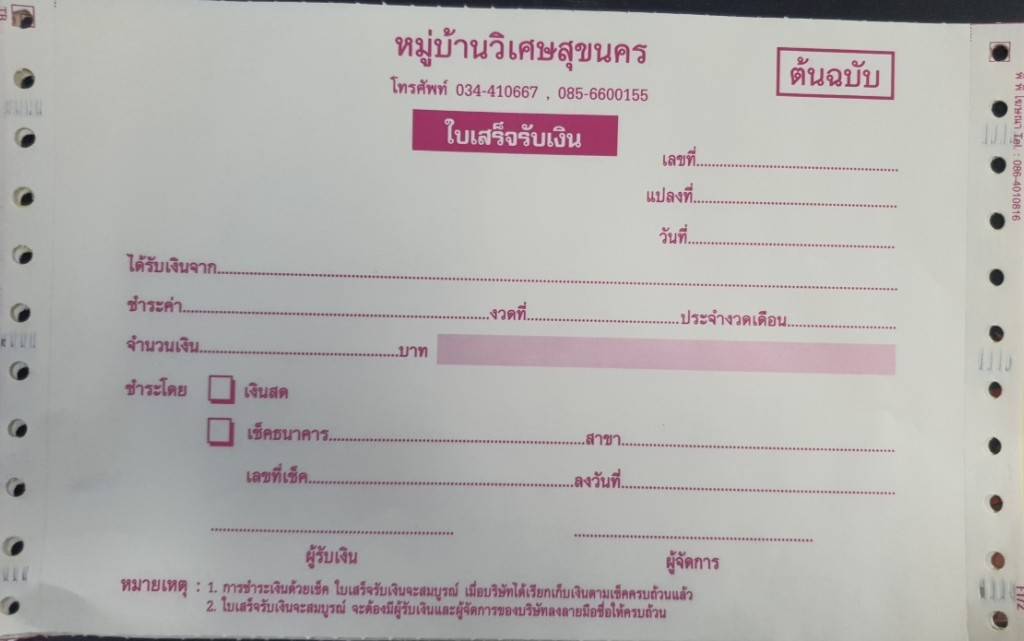 หมู่บ้านวิเศษสุขนคร
ต้นฉบับ
โทรศัพท์ 034-410667 , 085-6600155
ใบเสร็จรับเงิน
เลขที่
แปลงที่
วันที่
ได้รับเงินจาก
ชำระค่า งวดที่ ประจำงวดเดือน
จำนวนเงิน บาท
ชำระโดย เงินสด
เช็คธนาคาร สาขา
เลขที่เช็ค ลงวันที่
ผู้รับเงิน ผู้จัดการ
หมายเหตุ : 1. การชำระเงินด้วยเช็ค ใบเสร็จรับเงินจะสมบูรณ์ เมื่อบริษัทได้เรียกเก็บเงินตามเช็คครบถ้วนแล้ว
2. ใบเสร็จรับเงินจะสมบูรณ์ จะต้องมีผู้รับเงินและผู้จัดการของบริษัทลงลายมือชื่อให้ครบถ้วน
Tel. : 086-4010816